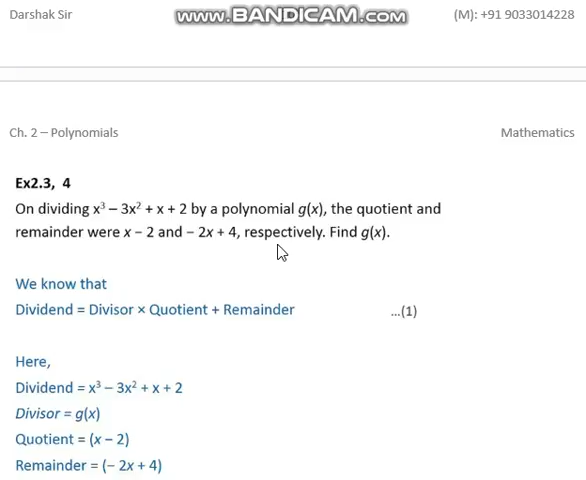 Darshak Sir www.BANDICAM.com (M): +91 9033014228
Ch. 2 – Polynomials Mathematics
Ex2.3, 4
On dividing x³ – 3x² + x + 2 by a polynomial g(x), the quotient and
remainder were x – 2 and – 2x + 4, respectively. Find g(x).
We know that
Dividend = Divisor × Quotient + Remainder …(1)
Here,
Dividend = x³ – 3x² + x + 2
Divisor = g(x)
Quotient = (x – 2)
Remainder = (– 2x + 4)